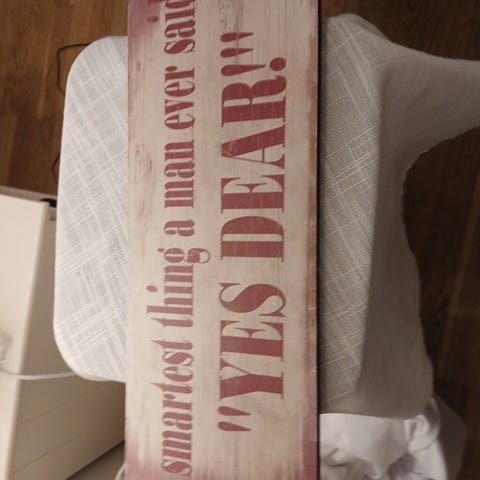 smartest thing a man ever said
"YES DEAR!"